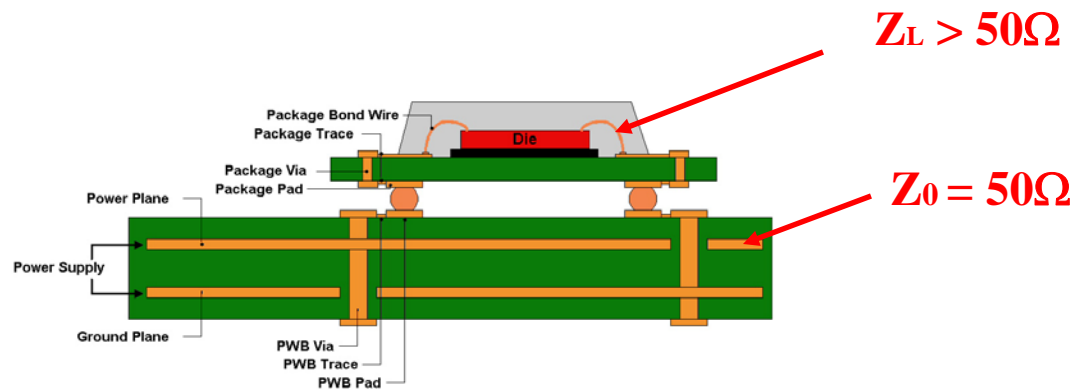 ZL > 50Ω
Package Bond Wire
Package Trace
Die
Package Via
Package Pad
Z0 = 50Ω
Power Plane
Power Supply
Ground Plane
PWB Via
PWB Trace
PWB Pad